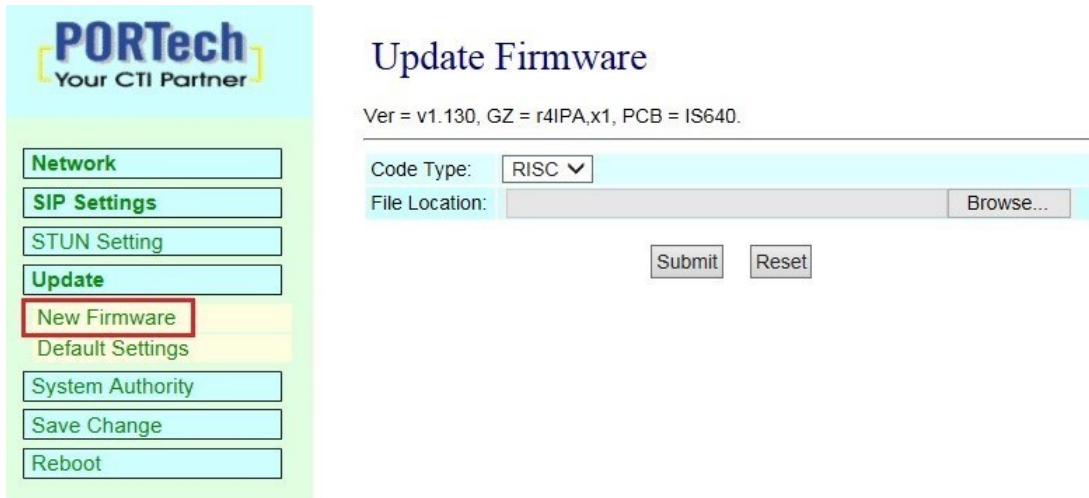 PORTech
Your CTI Partner
Network
SIP Settings
STUN Setting
Update
New Firmware
Default Settings
System Authority
Save Change
Reboot
Update Firmware
Ver = v1.130, GZ = r4IPA,x1, PCB = IS640.
Code Type: RISC
File Location: Browse...
Submit Reset